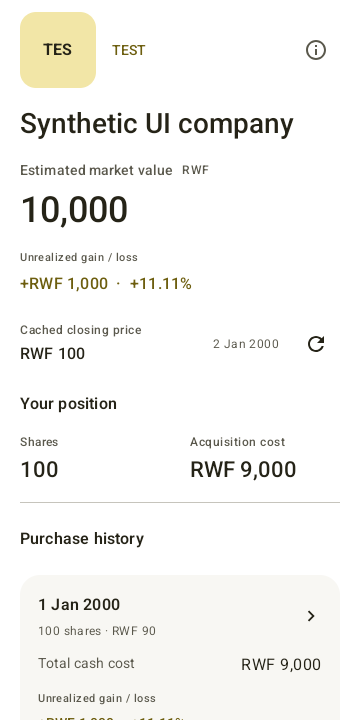 TES
TEST
Synthetic UI company
Estimated market value RWF
10,000
Unrealized gain / loss
+RWF 1,000 · +11.11%
Cached closing price
2 Jan 2000
RWF 100
Your position
Shares
Acquisition cost
100
RWF 9,000
Purchase history
1 Jan 2000
100 shares · RWF 90
Total cash cost
RWF 9,000
Unrealized gain / loss